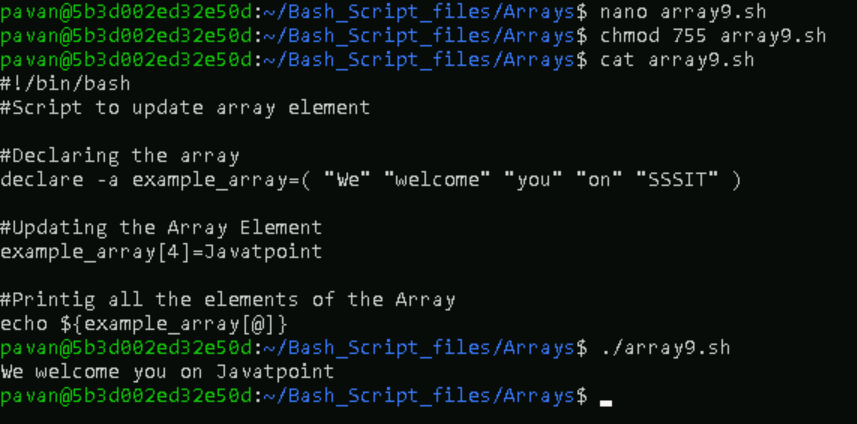 pavan@5b3d002ed32e50d:~/Bash_Script_files/Arrays$ nano array9.sh
pavan@5b3d002ed32e50d:~/Bash_Script_files/Arrays$ chmod 755 array9.sh
pavan@5b3d002ed32e50d:~/Bash_Script_files/Arrays$ cat array9.sh
#!/bin/bash
#Script to update array element
#Declaring the array
declare -a example_array=( "We" "welcome" "you" "on" "SSSIT" )
#Updating the Array Element
example_array[4]=Javatpoint
#Printig all the elements of the Array
echo ${example_array[@]}
pavan@5b3d002ed32e50d:~/Bash_Script_files/Arrays$ ./array9.sh
We welcome you on Javatpoint
pavan@5b3d002ed32e50d:~/Bash_Script_files/Arrays$